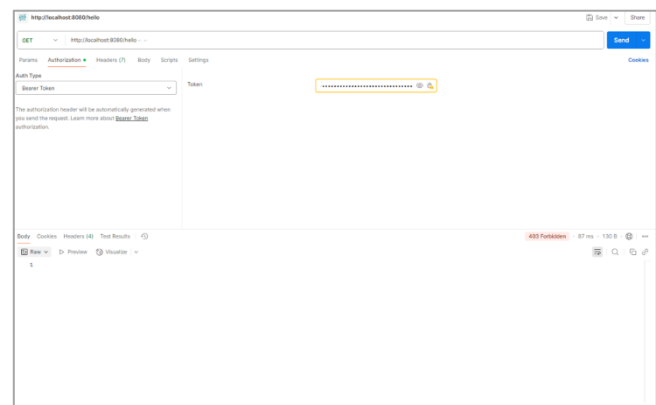 http://localhost:8080/hello
Save
Share
GET
http://localhost:8080/hello
Send
Params
Authorization
Headers (7)
Body
Scripts
Settings
Cookies
Auth Type
Bearer Token
The authorization header will be automatically generated when
you send the request. Learn more about Bearer Token
authorization.
Token
Body
Cookies
Headers (4)
Test Results
403 Forbidden
87 ms
130 B
Raw
Preview
Visualize
1